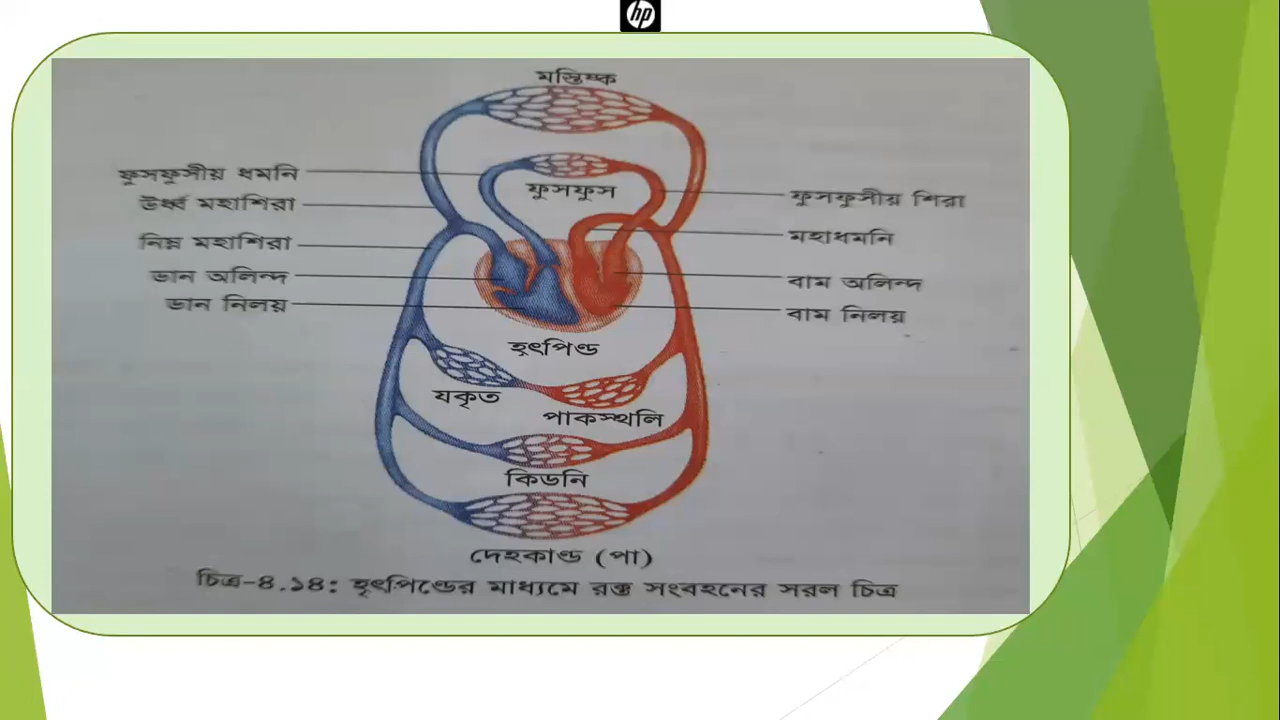 hp
মস্তিষ্ক
ফুসফুসীয় ধমনি
ফুসফুস
ফুসফুসীয় শিরা
উর্ধ্ব মহাশিরা
মহাধমনি
নিম্ন মহাশিরা
ডান অলিন্দ
বাম অলিন্দ
ডান নিলয়
বাম নিলয়
হৃৎপিণ্ড
যকৃত
পাকস্থলি
কিডনি
দেহকাণ্ড (পা)
চিত্র-৪.১৪: হৃৎপিণ্ডের মাধ্যমে রক্ত সংবহনের সরল চিত্র